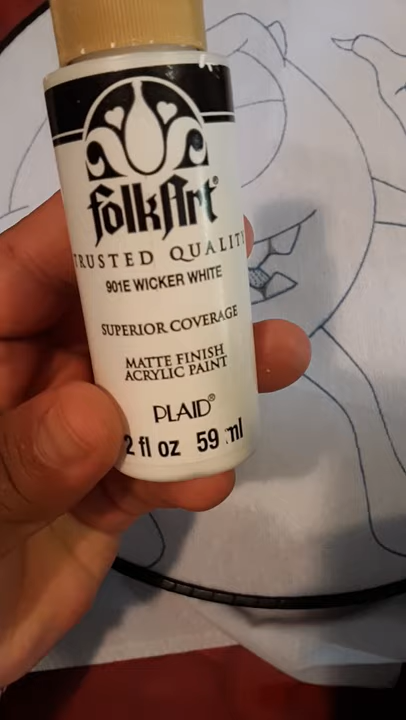 folkArt®
TRUSTED QUALITY
901E WICKER WHITE
SUPERIOR COVERAGE
MATTE FINISH
ACRYLIC PAINT
PLAID®
2 fl oz 59 ml